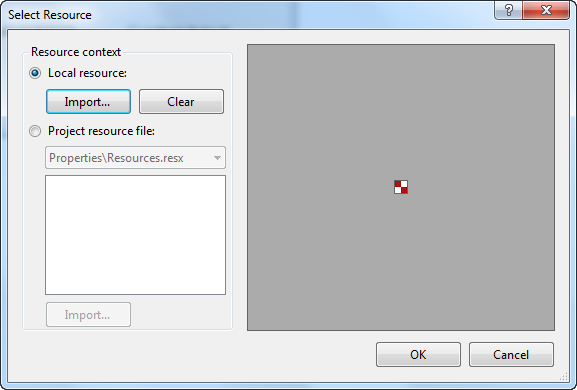 Select Resource
?
Resource context
Local resource:
Import... Clear
Project resource file:
Properties\Resources.resx
Import...
OK Cancel